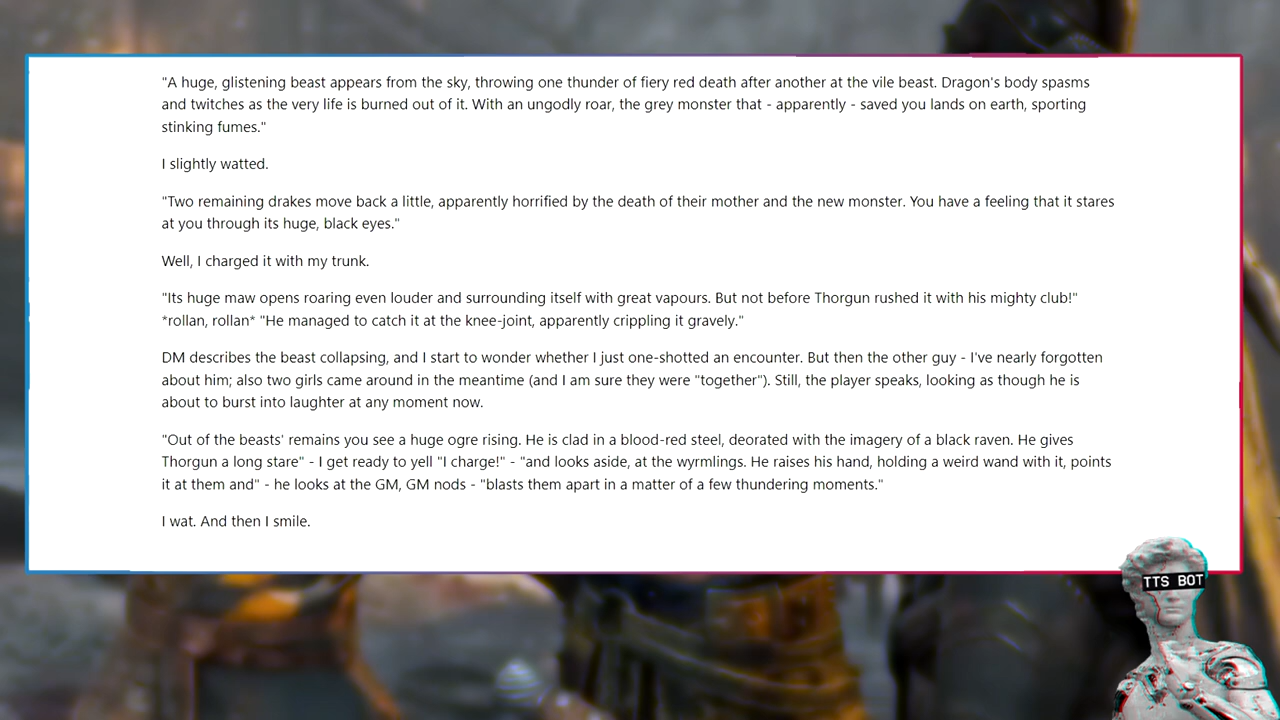 "A huge, glistening beast appears from the sky, throwing one thunder of fiery red death after another at the vile beast. Dragon's body spasms
and twitches as the very life is burned out of it. With an ungodly roar, the grey monster that - apparently - saved you lands on earth, sporting
stinking fumes."
I slightly watted.
"Two remaining drakes move back a little, apparently horrified by the death of their mother and the new monster. You have a feeling that it stares
at you through its huge, black eyes."
Well, I charged it with my trunk.
"Its huge maw opens roaring even louder and surrounding itself with great vapours. But not before Thorgun rushed it with his mighty club!"
*rollan, rollan* "He managed to catch it at the knee-joint, apparently crippling it gravely."
DM describes the beast collapsing, and I start to wonder whether I just one-shotted an encounter. But then the other guy - I've nearly forgotten
about him; also two girls came around in the meantime (and I am sure they were "together"). Still, the player speaks, looking as though he is
about to burst into laughter at any moment now.
"Out of the beasts' remains you see a huge ogre rising. He is clad in a blood-red steel, deorated with the imagery of a black raven. He gives
Thorgun a long stare" - I get ready to yell "I charge!" - "and looks aside, at the wyrmlings. He raises his hand, holding a weird wand with it, points
it at them and" - he looks at the GM, GM nods - "blasts them apart in a matter of a few thundering moments."
I wat. And then I smile.
TTS BOT